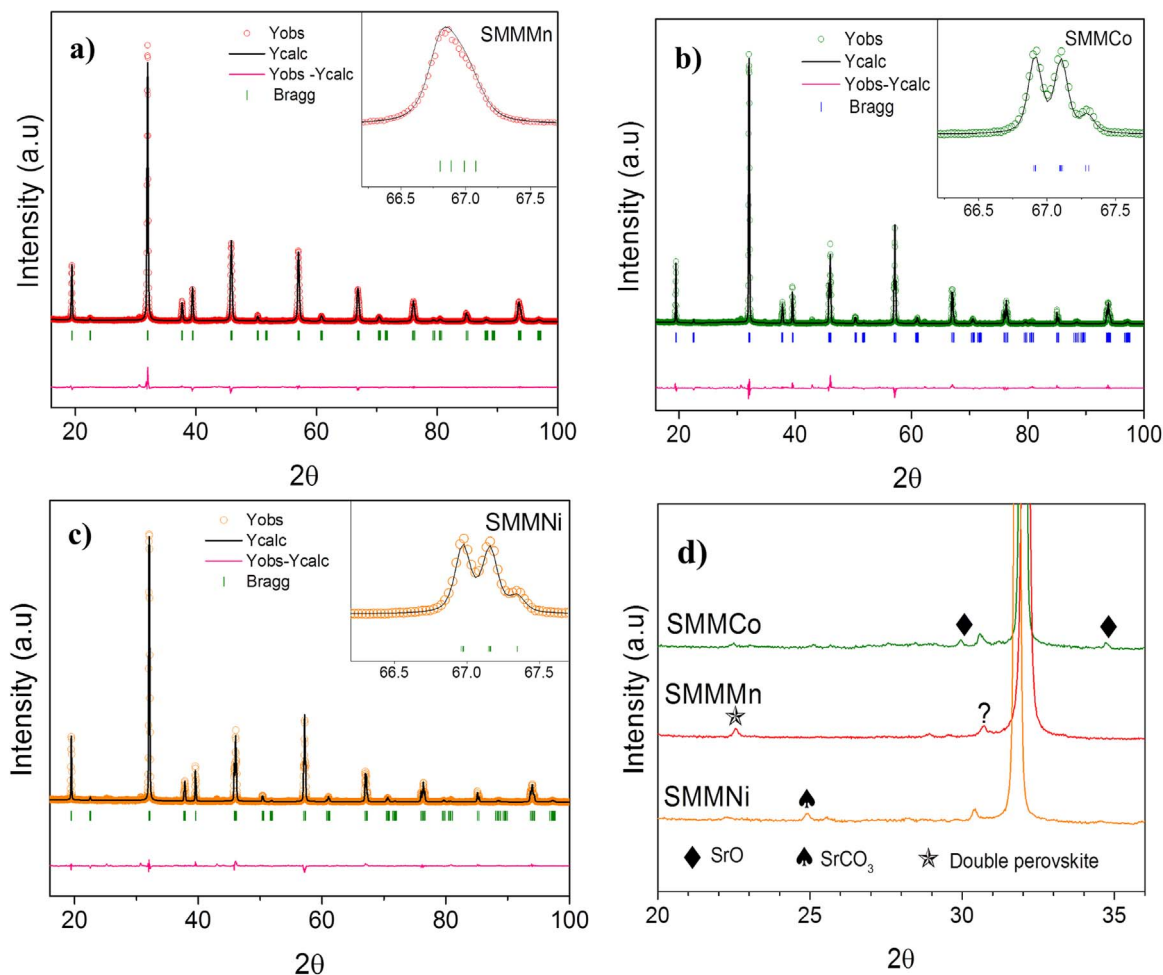 a)
Yobs
Ycalc
Yobs -Ycalc
Bragg
SMMMn
66.5 67.0 67.5
Intensity (a.u)
20 40 60 80 100
2θ
b)
Yobs
Ycalc
Yobs-Ycalc
Bragg
SMMCo
66.5 67.0 67.5
Intensity (a.u)
20 40 60 80 100
2θ
c)
Yobs
Ycalc
Yobs-Ycalc
Bragg
SMMNi
66.5 67.0 67.5
Intensity (a.u)
20 40 60 80 100
2θ
d)
SMMCo
SMMMn
?
SMMNi
SrO SrCO₃ Double perovskite
Intensity (a.u)
20 25 30 35
2θ